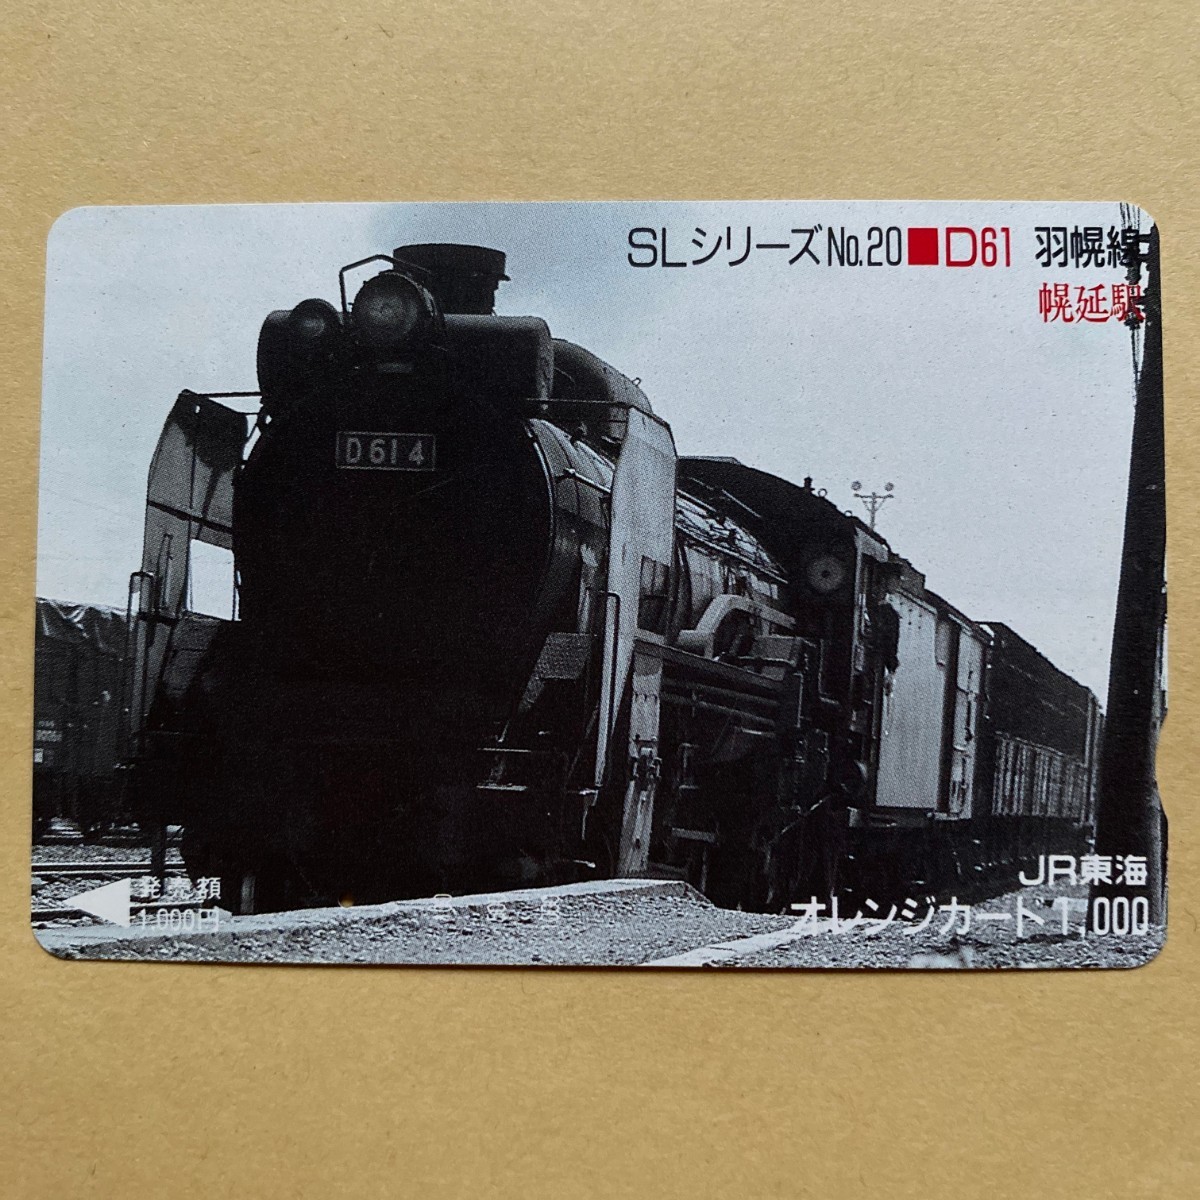 SLシリーズNo.20■D61 羽幌線
幌延駅
D61 4
JR東海
オレンジカード1,000
発売額
1,000円